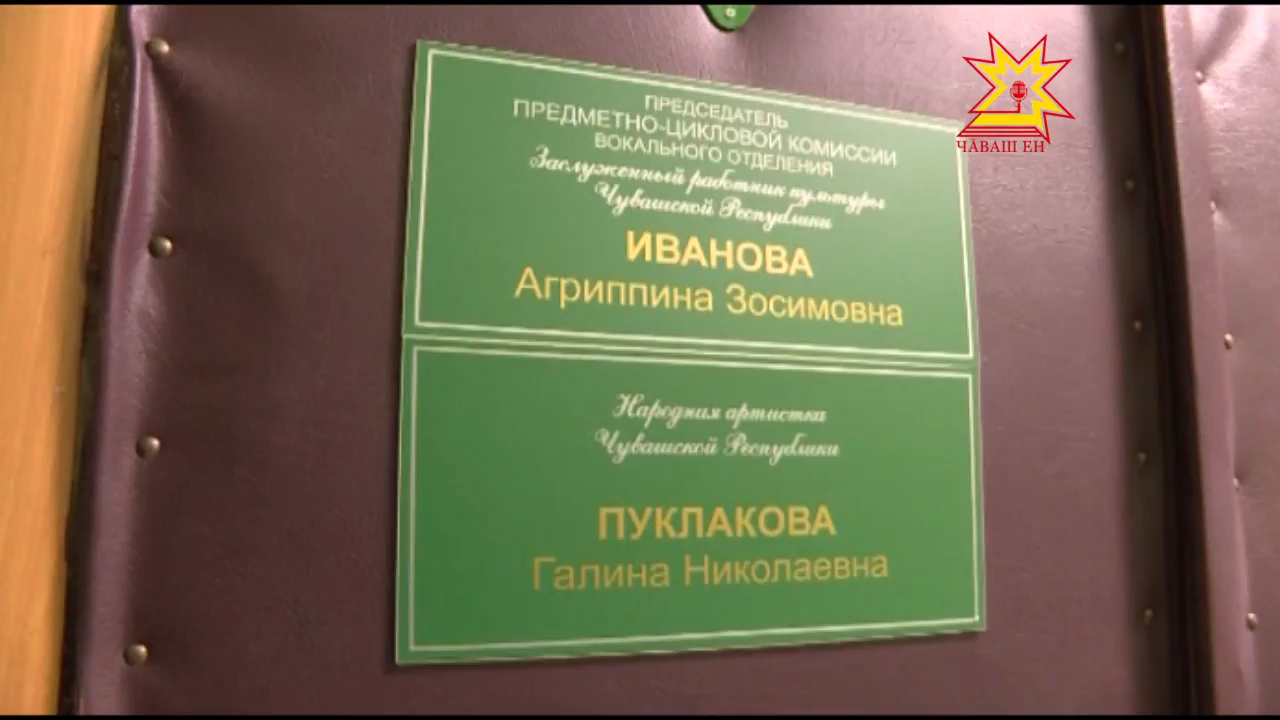 ЧӐВАШ ЕН
ПРЕДСЕДАТЕЛЬ
ПРЕДМЕТНО-ЦИКЛОВОЙ КОМИССИИ
ВОКАЛЬНОГО ОТДЕЛЕНИЯ
Заслуженный работник культуры
Чувашской Республики
ИВАНОВА
Агриппина Зосимовна
Народная артистка
Чувашской Республики
ПУКЛАКОВА
Галина Николаевна